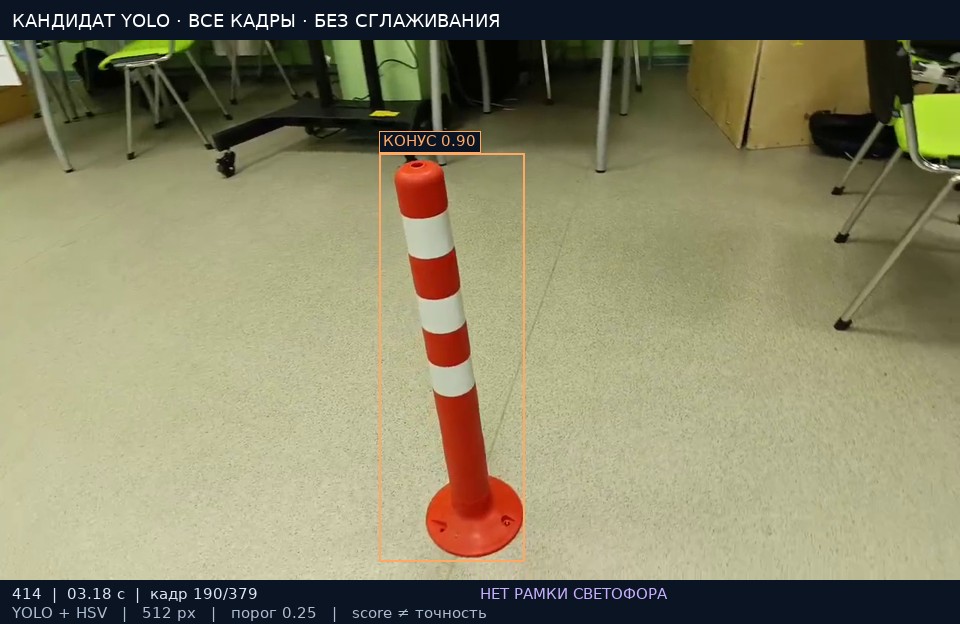 КАНДИДАТ YOLO · ВСЕ КАДРЫ · БЕЗ СГЛАЖИВАНИЯ
КОНУС 0.90
414 | 03.18 с | кадр 190/379
НЕТ РАМКИ СВЕТОФОРА
YOLO + HSV | 512 px | порог 0.25 | score ≠ точность